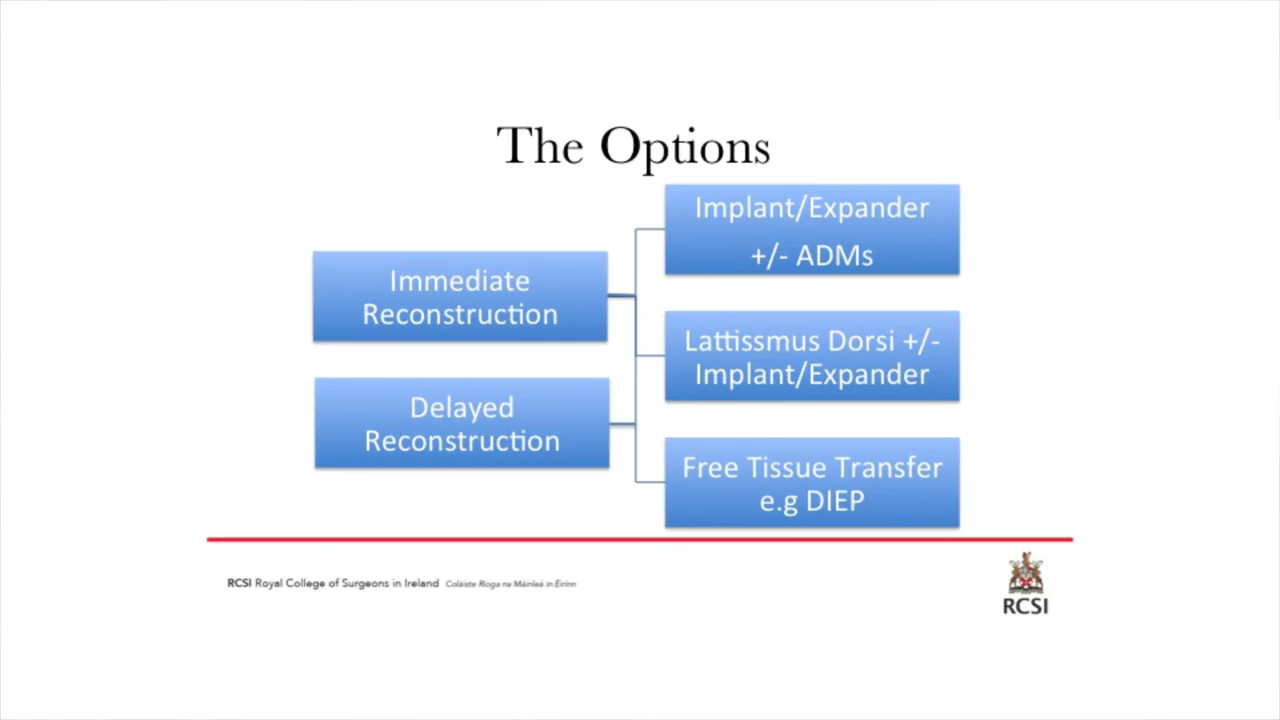 The Options
Immediate
Reconstruction
Delayed
Reconstruction
Implant/Expander
+/- ADMs
Lattissmus Dorsi +/-
Implant/Expander
Free Tissue Transfer
e.g DIEP
RCSI Royal College of Surgeons in Ireland Coláiste Ríoga na Máinleá in Éirinn
RCSI